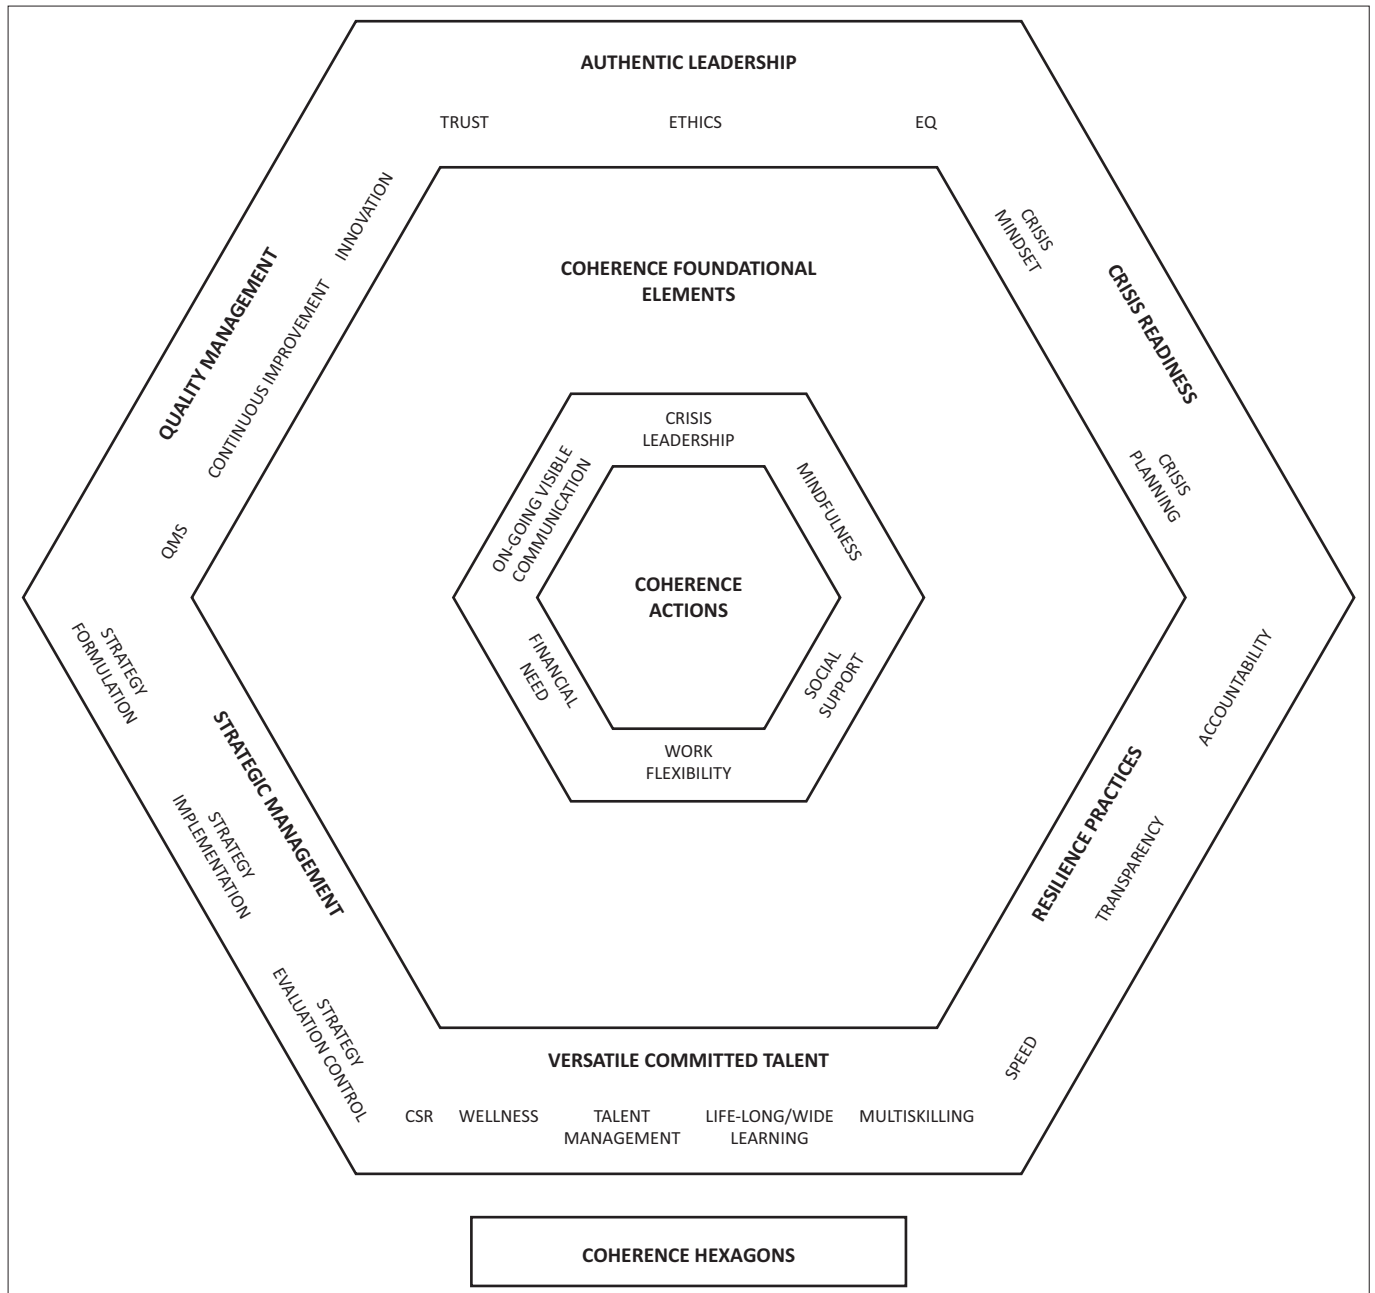 AUTHENTIC LEADERSHIP
TRUST
ETHICS
EQ
CRISIS
MINDSET
CRISIS READINESS
CRISIS
PLANNING
INNOVATION
QUALITY MANAGEMENT
CONTINUOUS IMPROVEMENT
QMS
COHERENCE FOUNDATIONAL
ELEMENTS
CRISIS
LEADERSHIP
ON-GOING VISIBLE
COMMUNICATION
MINDFULNESS
COHERENCE
ACTIONS
FINANCIAL
NEED
SOCIAL
SUPPORT
WORK
FLEXIBILITY
STRATEGY
FORMULATION
STRATEGIC MANAGEMENT
STRATEGY
IMPLEMENTATION
STRATEGY
EVALUATION CONTROL
ACCOUNTABILITY
RESILIENCE PRACTICES
TRANSPARENCY
SPEED
VERSATILE COMMITTED TALENT
CSR
WELLNESS
TALENT
MANAGEMENT
LIFE-LONG/WIDE
LEARNING
MULTISKILLING
COHERENCE HEXAGONS